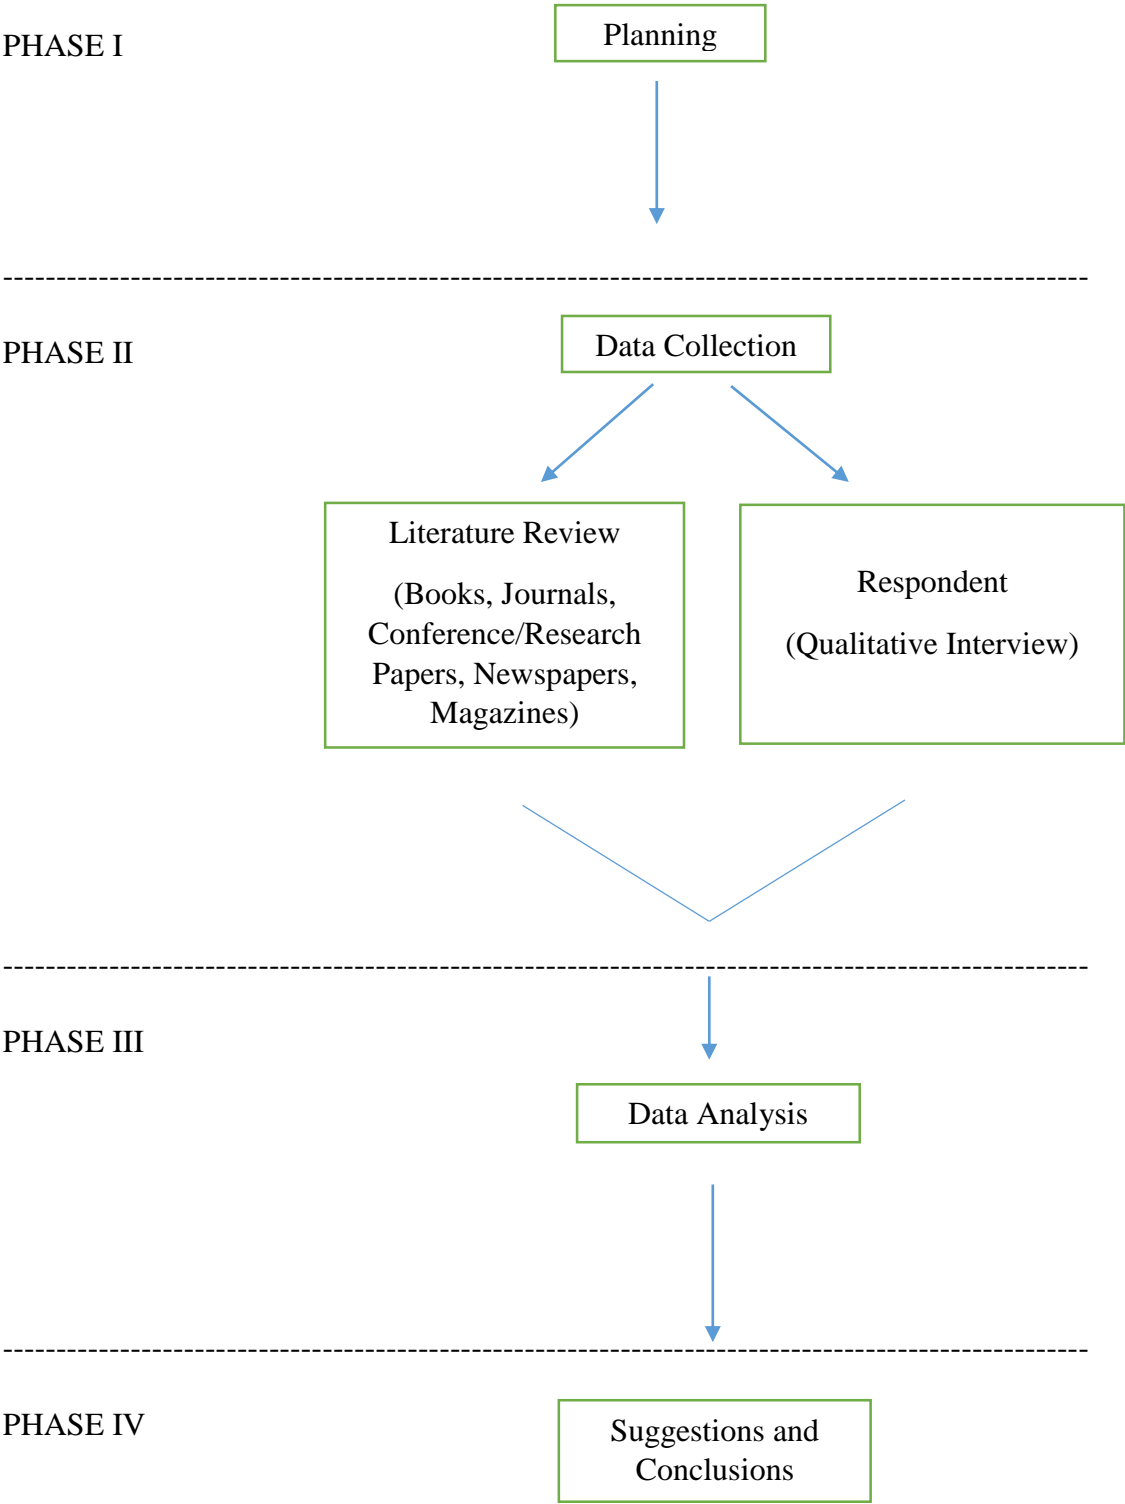 PHASE I
Planning
PHASE II
Data Collection
Literature Review
(Books, Journals,
Conference/Research
Papers, Newspapers,
Magazines)
Respondent
(Qualitative Interview)
PHASE III
Data Analysis
PHASE IV
Suggestions and
Conclusions